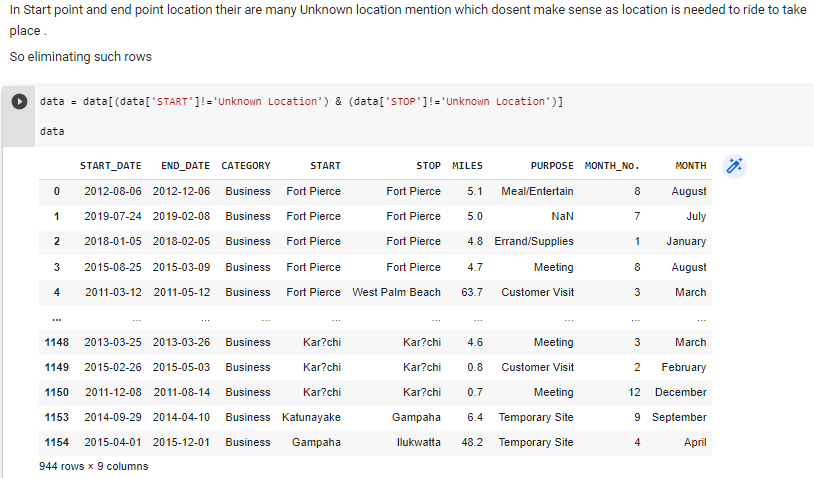 In Start point and end point location their are many Unknown location mention which dosent make sense as location is needed to ride to take
place .
So eliminating such rows
data = data[(data['START']!='Unknown Location') & (data['STOP']!='Unknown Location')]
data
START_DATE END_DATE CATEGORY START STOP MILES PURPOSE MONTH_No. MONTH
0 2012-08-06 2012-12-06 Business Fort Pierce Fort Pierce 5.1 Meal/Entertain 8 August
1 2019-07-24 2019-02-08 Business Fort Pierce Fort Pierce 5.0 NaN 7 July
2 2018-01-05 2018-02-05 Business Fort Pierce Fort Pierce 4.8 Errand/Supplies 1 January
3 2015-08-25 2015-03-09 Business Fort Pierce Fort Pierce 4.7 Meeting 8 August
4 2011-03-12 2011-05-12 Business Fort Pierce West Palm Beach 63.7 Customer Visit 3 March
... ... ... ... ... ... ... ... ... ...
1148 2013-03-25 2013-03-26 Business Kar?chi Kar?chi 4.6 Meeting 3 March
1149 2015-02-26 2015-05-03 Business Kar?chi Kar?chi 0.8 Customer Visit 2 February
1150 2011-12-08 2011-08-14 Business Kar?chi Kar?chi 0.7 Meeting 12 December
1153 2014-09-29 2014-04-10 Business Katunayake Gampaha 6.4 Temporary Site 9 September
1154 2015-04-01 2015-12-01 Business Gampaha Ilukwatta 48.2 Temporary Site 4 April
944 rows × 9 columns